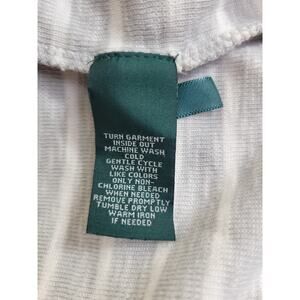 TURN GARMENT
INSIDE OUT
MACHINE WASH
COLD
GENTLE CYCLE
WASH WITH
LIKE COLORS
ONLY NON-
CHLORINE BLEACH
WHEN NEEDED
REMOVE PROMPTLY
TUMBLE DRY LOW
WARM IRON
IF NEEDED